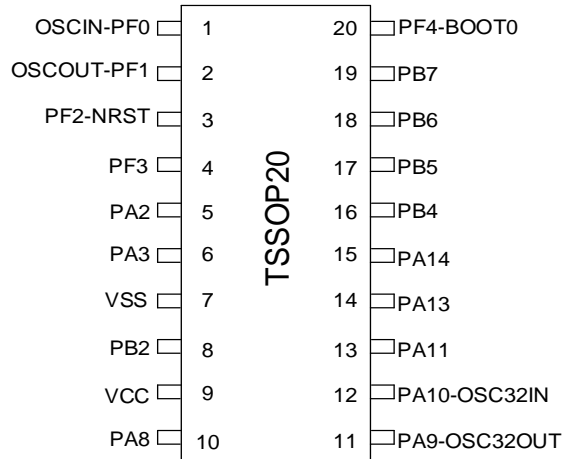 OSCIN-PF0 1 20 PF4-BOOT0
OSCOUT-PF1 2 19 PB7
PF2-NRST 3 18 PB6
PF3 4 17 PB5
PA2 5 16 PB4
PA3 6 15 PA14
VSS 7 14 PA13
PB2 8 13 PA11
VCC 9 12 PA10-OSC32IN
PA8 10 11 PA9-OSC32OUT
TSSOP20